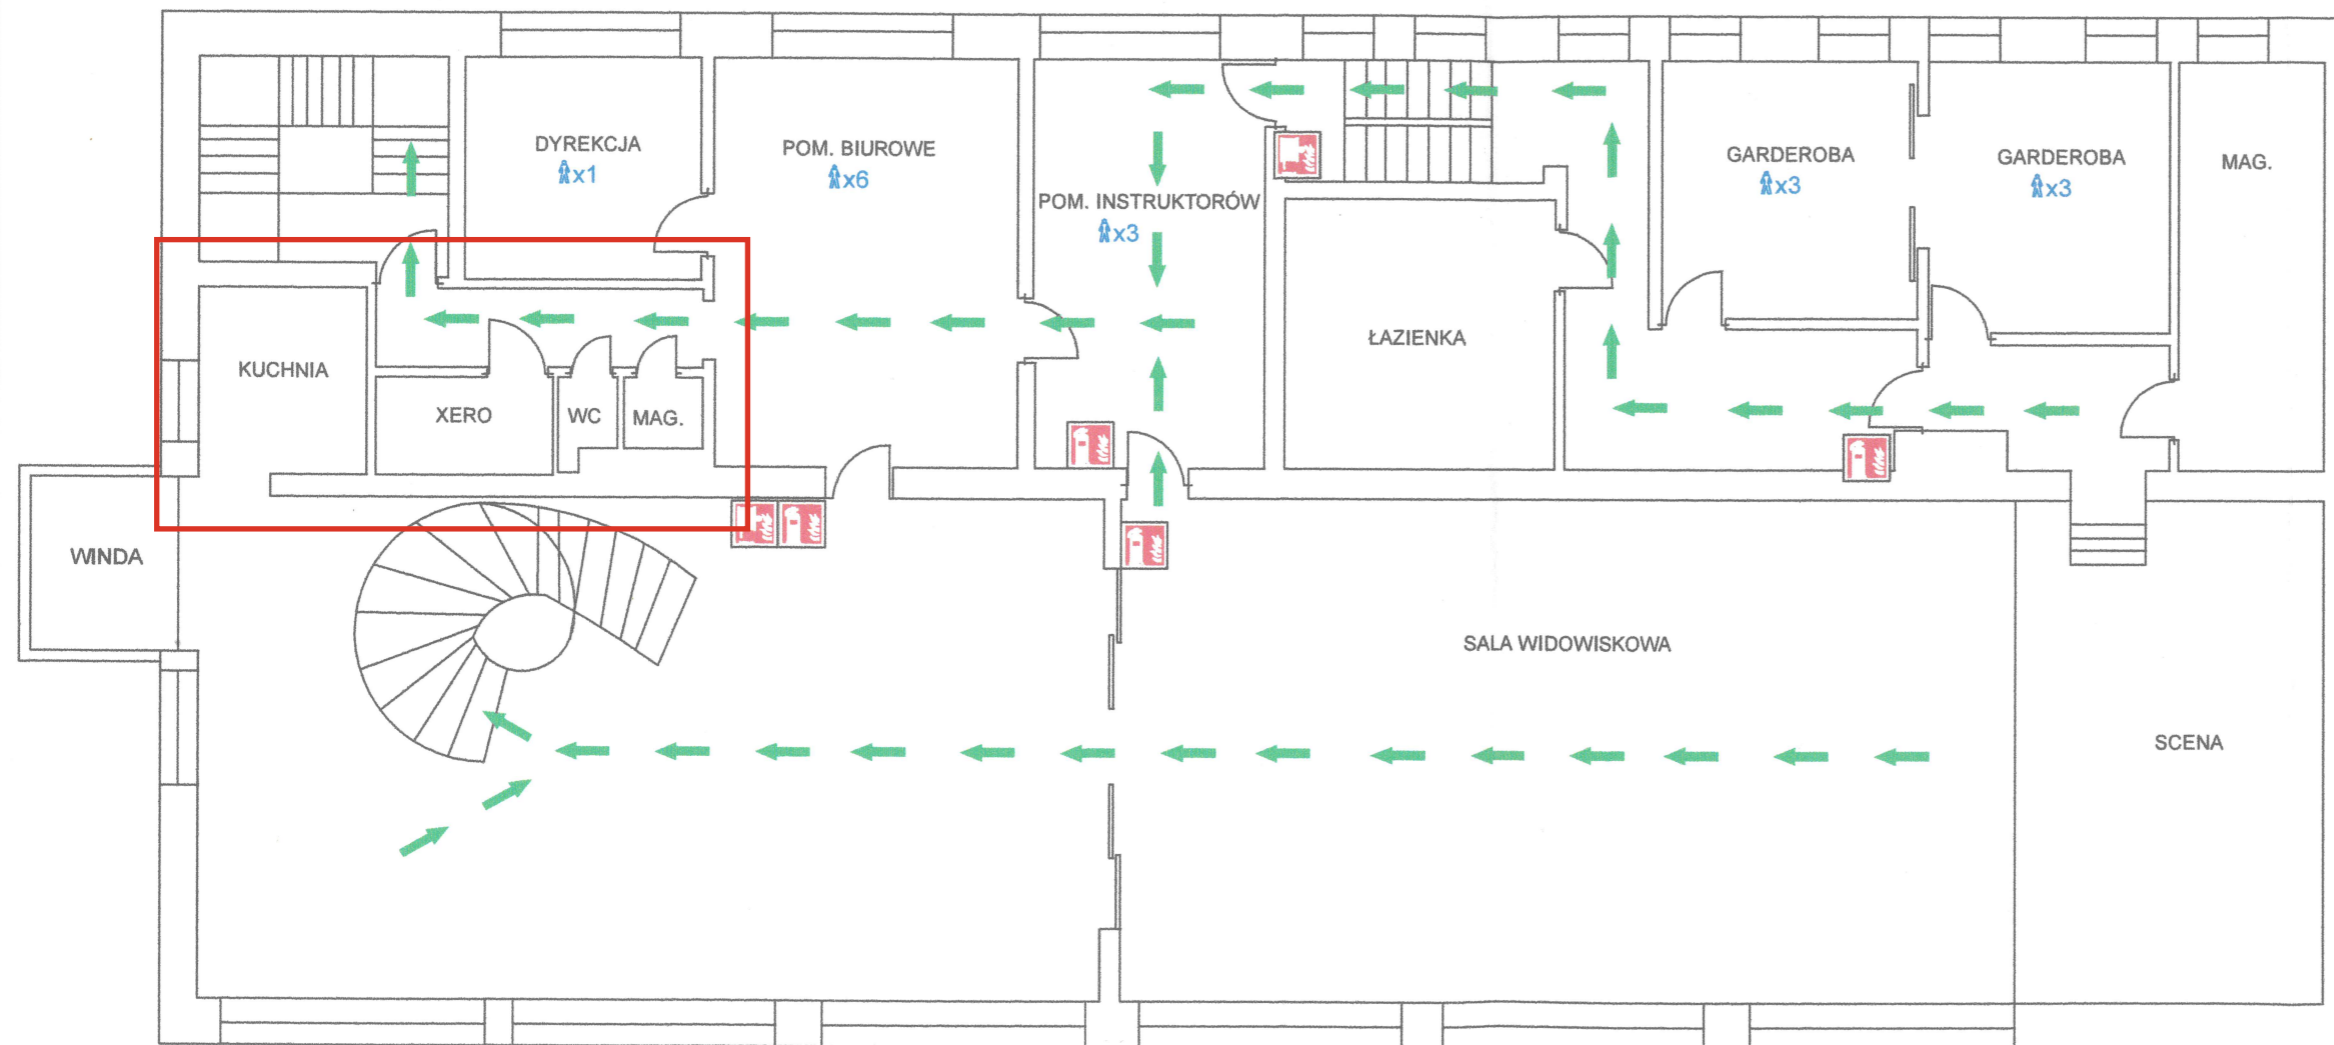 DYREKCJA
x1
POM. BIUROWE
x6
POM. INSTRUKTORÓW
x3
GARDEROBA
x3
GARDEROBA
x3
MAG.
KUCHNIA
XERO
WC
MAG.
ŁAZIENKA
WINDA
SALA WIDOWISKOWA
SCENA